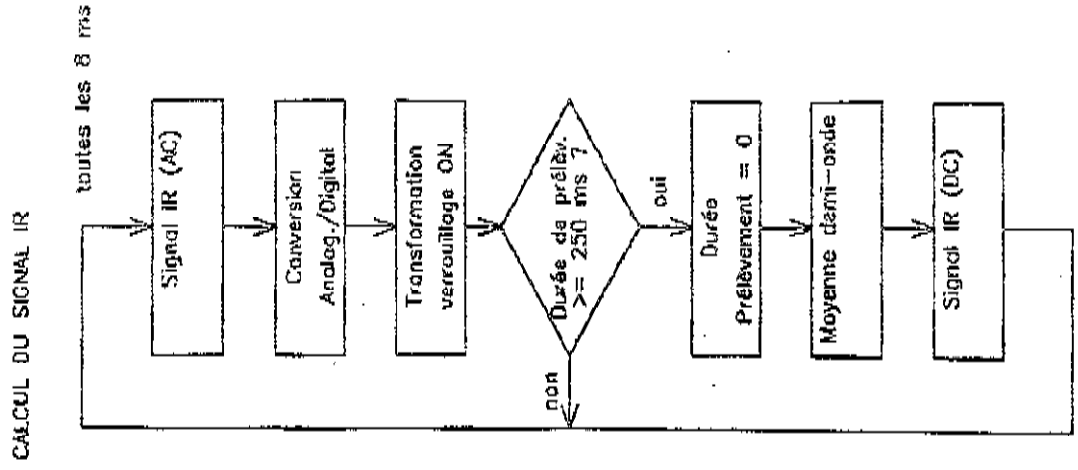 CALCUL DU SIGNAL IR
toutes les 8 ms
Signal IR (AC)
Conversion
Analog./Digital
Transformation
verrouillage ON
Durée de prélèv.
>= 250 ms ?
non
oui
Durée
Prélèvement = 0
Moyenne demi-onde
Signal IR (DC)